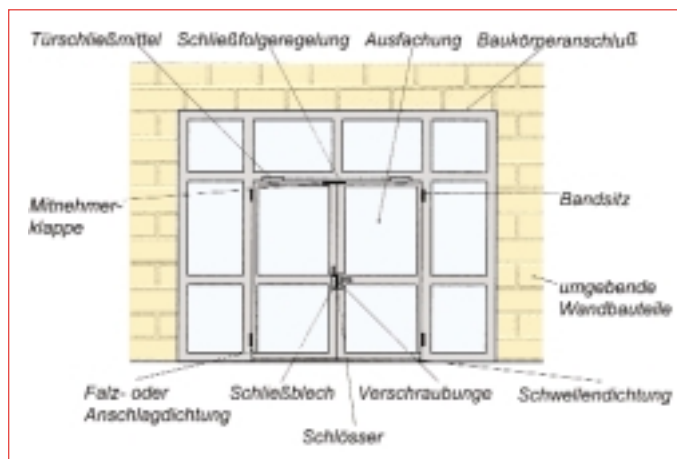 Türschließmittel Schließfolgeregelung Ausfachung Baukörperanschluß
Mitnehmer-
klappe
Bandsitz
umgebende
Wandbauteile
Falz- oder
Anschlagdichtung
Schließblech
Verschraubunge
Schwellendichtung
Schlösser